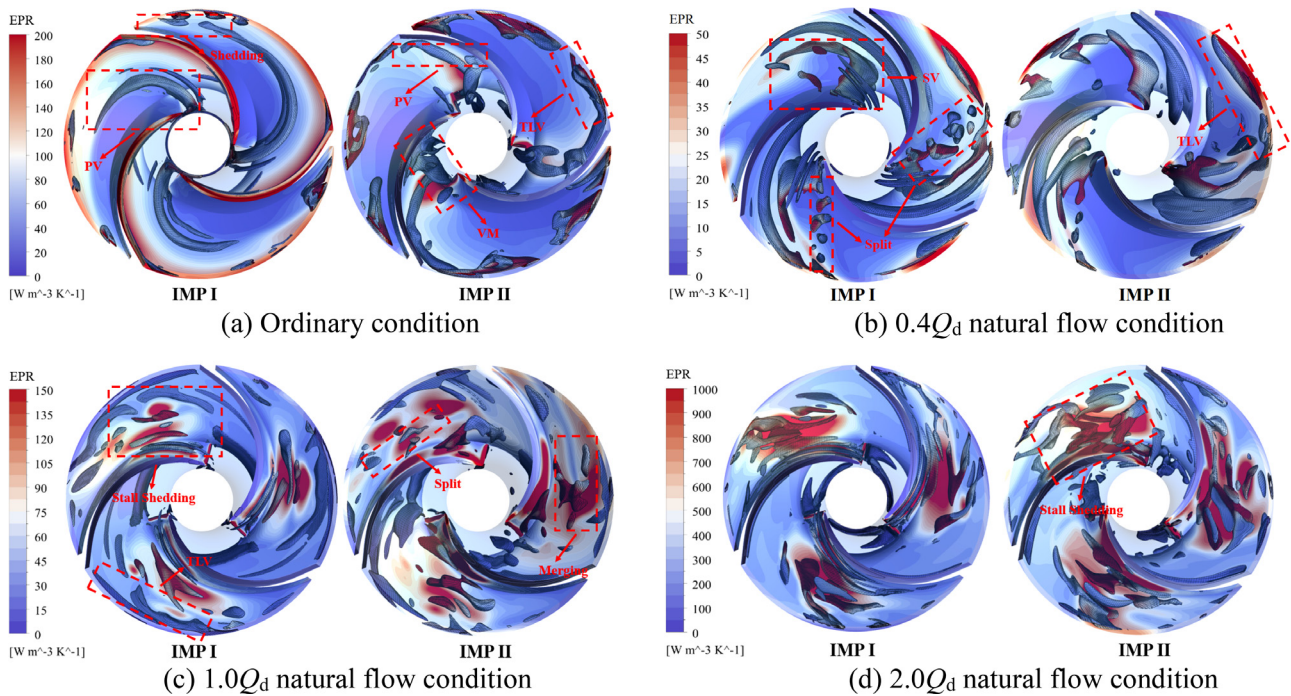 EPR
200
180
160
140
120
100
80
60
40
20
0
[W m^-3 K^-1]
Shedding
PV
IMP I
PV
TLV
VM
IMP II
(a) Ordinary condition
EPR
50
45
40
35
30
25
20
15
10
5
0
[W m^-3 K^-1]
SV
Split
IMP I
TLV
IMP II
(b) 0.4Qd natural flow condition
EPR
150
135
120
105
90
75
60
45
30
15
0
[W m^-3 K^-1]
Stall Shedding
TLV
IMP I
Split
Merging
IMP II
(c) 1.0Qd natural flow condition
EPR
1000
900
800
700
600
500
400
300
200
100
0
[W m^-3 K^-1]
IMP I
Stall Shedding
IMP II
(d) 2.0Qd natural flow condition